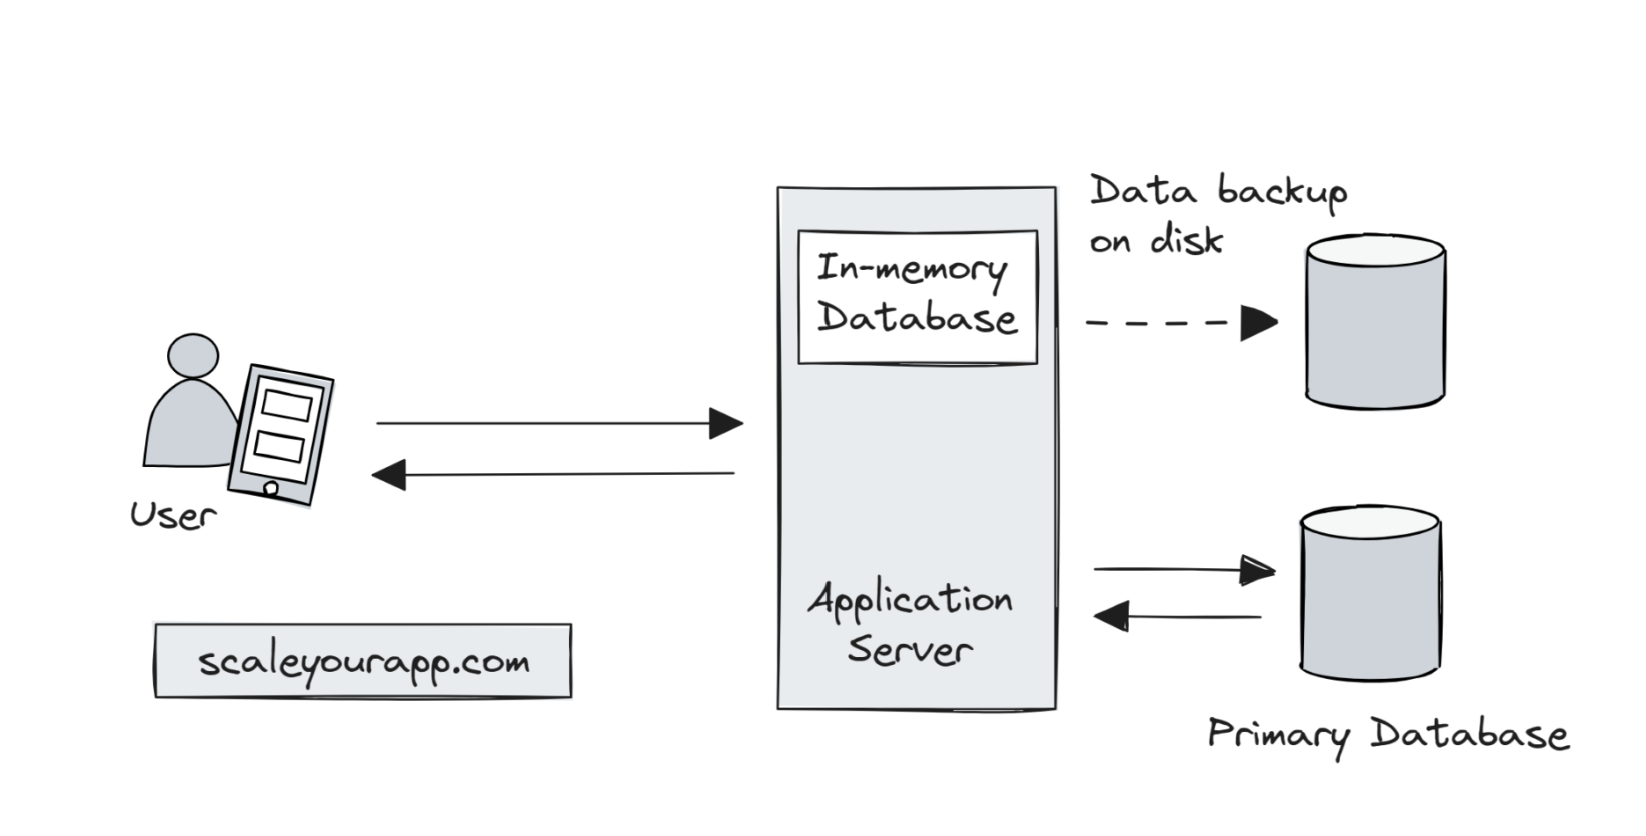 Data backup
on disk
In-memory
Database
User
Application
Server
scaleyourapp.com
Primary Database